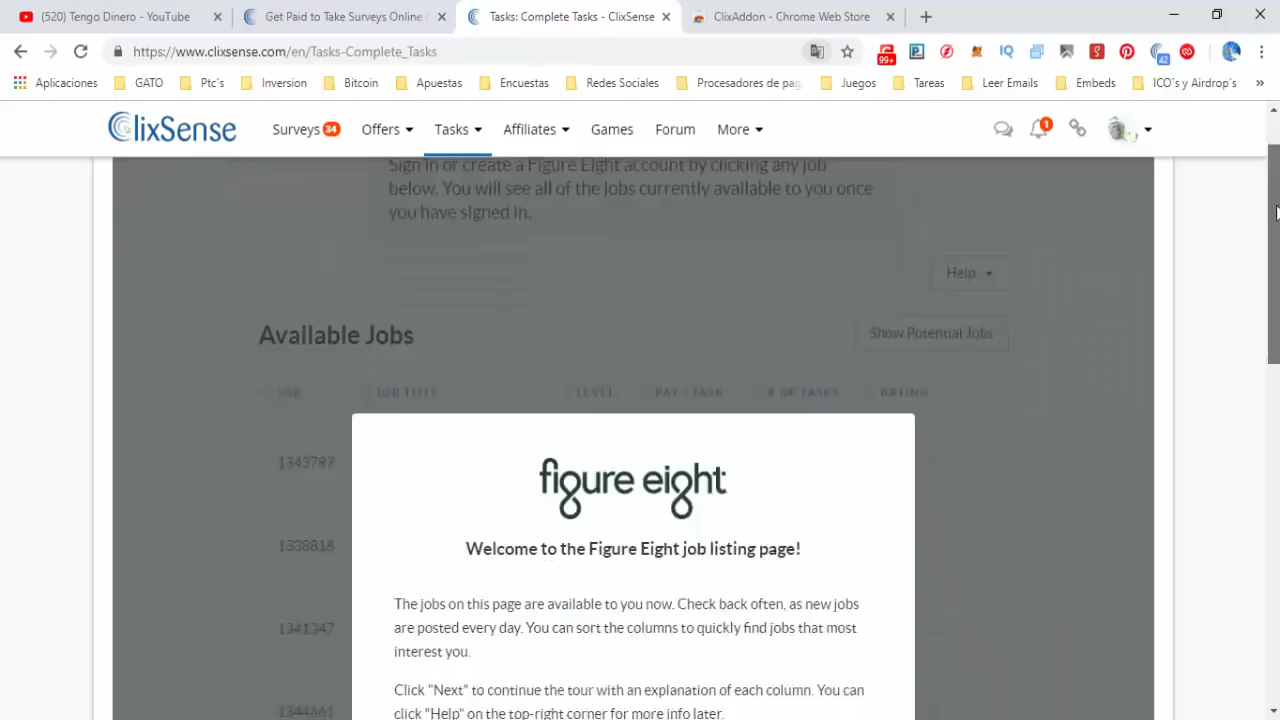 (520) Tengo Dinero - YouTube
Get Paid to Take Surveys Online
Tasks: Complete Tasks - ClixSense
ClixAddon - Chrome Web Store
https://www.clixsense.com/en/Tasks-Complete_Tasks
99+
42
Aplicaciones
GATO
Ptc´s
Inversion
Bitcoin
Apuestas
Encuestas
Redes Sociales
Procesadores de pag
Juegos
Tareas
Leer Emails
Embeds
ICO´s y Airdrop´s
ClixSense
Surveys 34
Offers
Tasks
Affiliates
Games
Forum
More
1
Sign in or create a Figure Eight account by clicking any job
below. You will see all of the jobs currently available to you once
you have signed in.
Help
Available Jobs
Show Potential Jobs
JOB
JOB TITLE
LEVEL
PAY - TASK
# OF TASKS
RATING
1343787
1338818
1341247
1344661
figure eight
Welcome to the Figure Eight job listing page!
The jobs on this page are available to you now. Check back often, as new jobs
are posted every day. You can sort the columns to quickly find jobs that most
interest you.
Click "Next" to continue the tour with an explanation of each column. You can
click "Help" on the top-right corner for more info later.